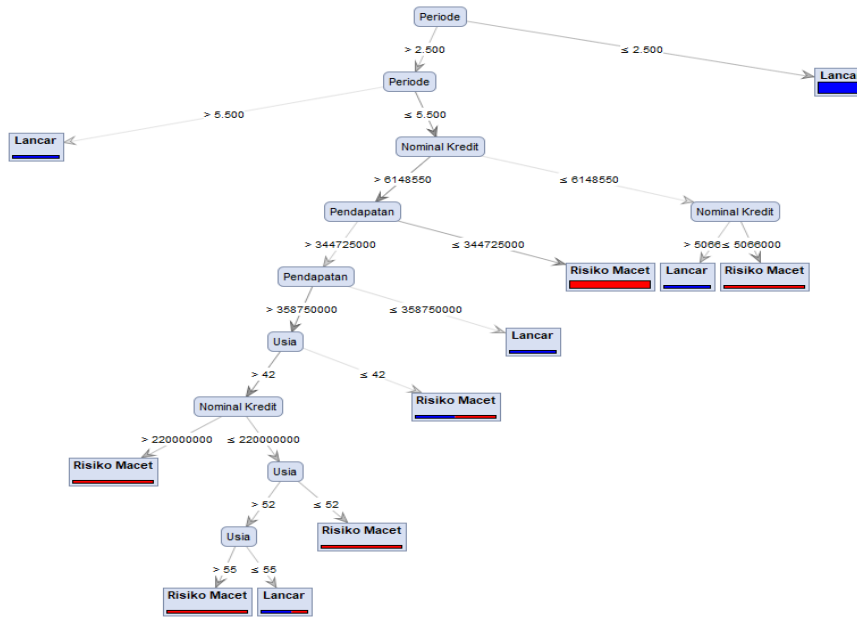 Periode
> 2.500
≤ 2.500
Periode
Lancar
> 5.500
≤ 5.500
Lancar
Nominal Kredit
> 6148550
≤ 6148550
Pendapatan
Nominal Kredit
> 344725000
≤ 344725000
> 5066
≤ 5066000
Pendapatan
Risiko Macet
Lancar
Risiko Macet
> 358750000
≤ 358750000
Usia
Lancar
> 42
≤ 42
Nominal Kredit
Risiko Macet
> 220000000
≤ 220000000
Risiko Macet
Usia
> 52
≤ 52
Usia
Risiko Macet
> 55
≤ 55
Risiko Macet
Lancar